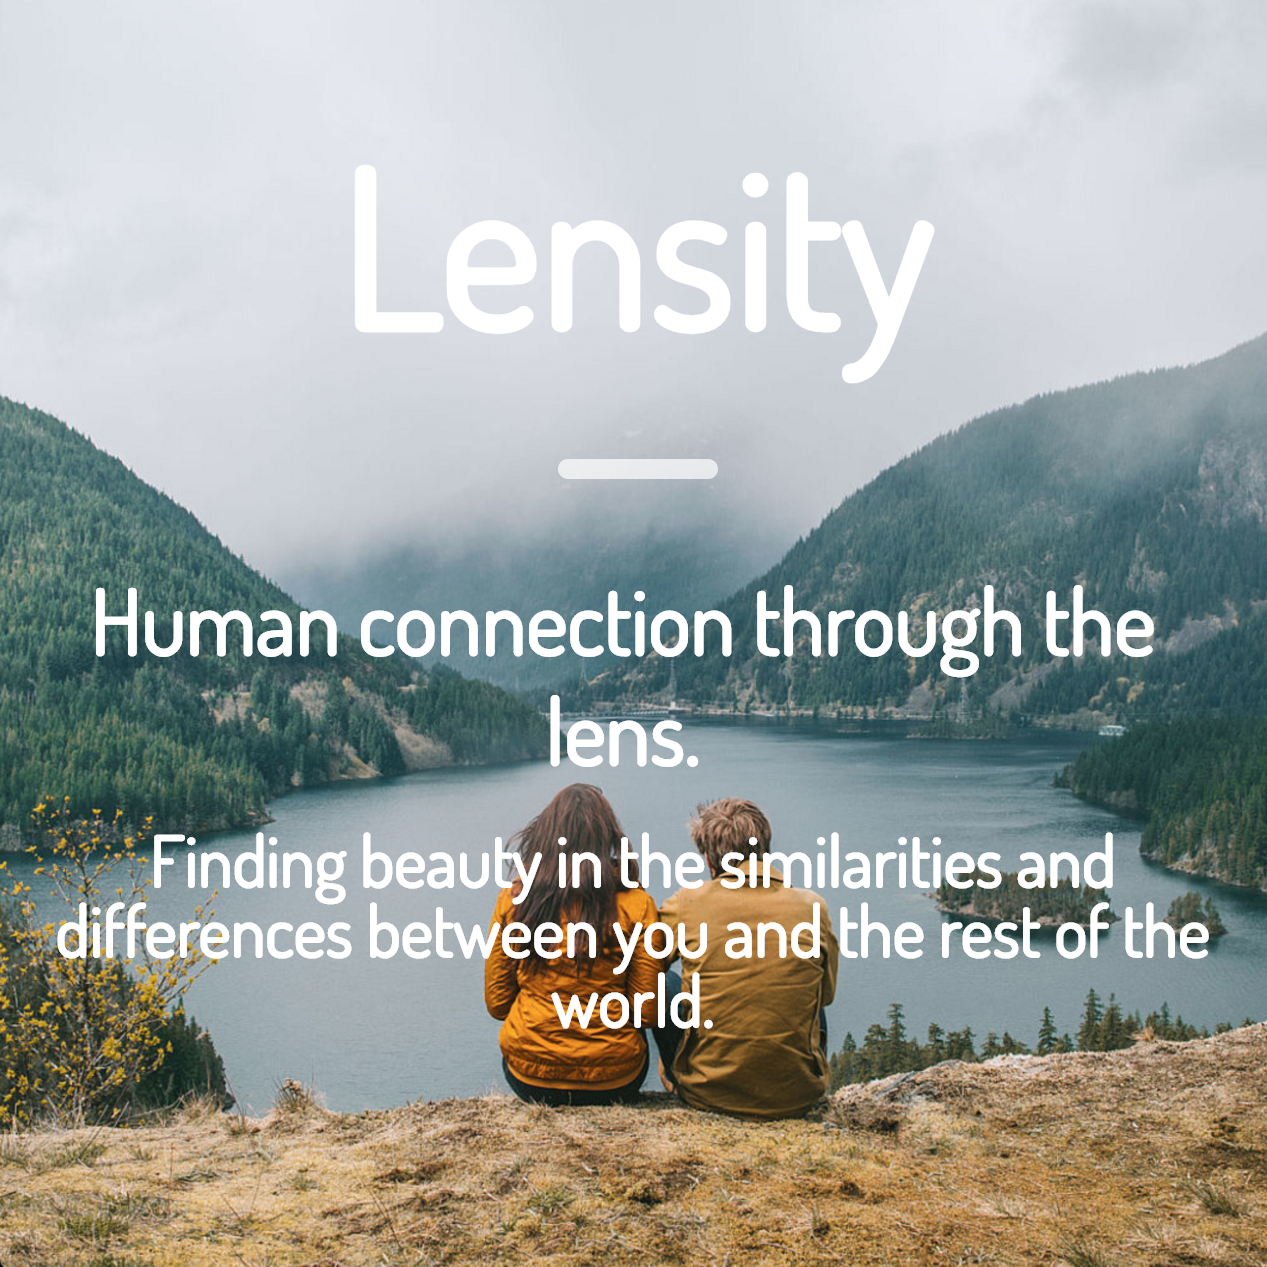 Lensity
Human connection through the
lens.
Finding beauty in the similarities and
differences between you and the rest of the
world.